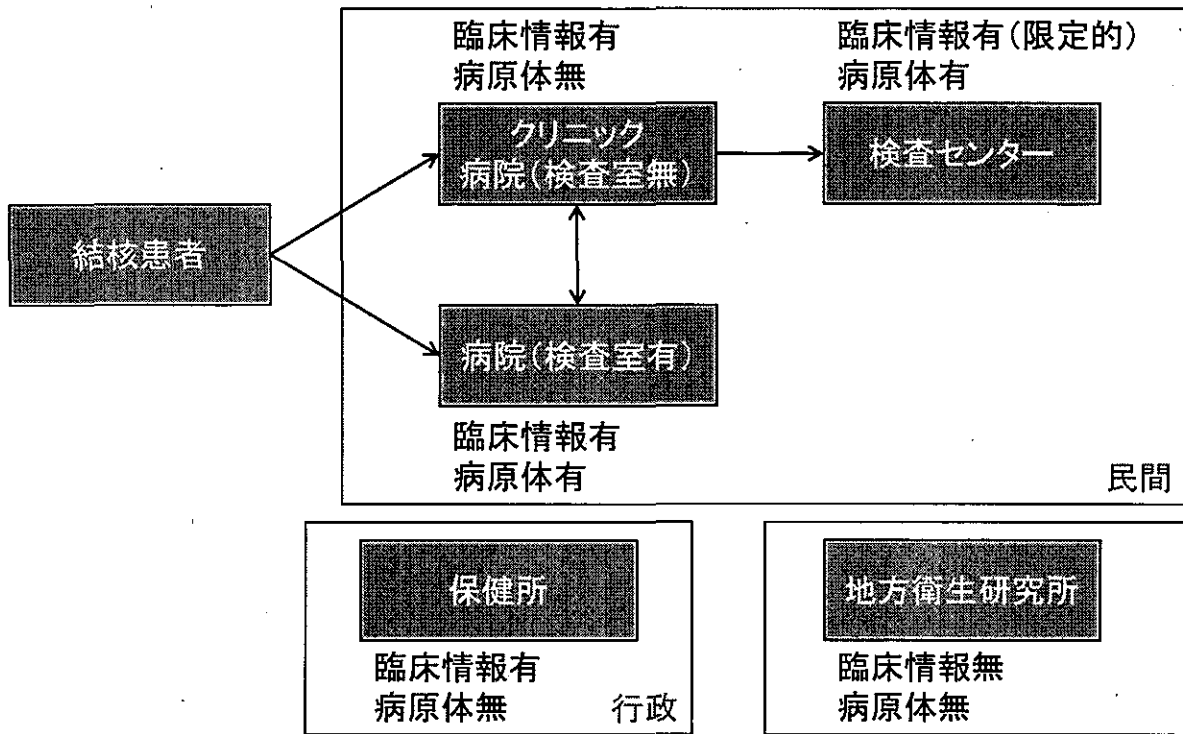 臨床情報有
病原体無
臨床情報有(限定的)
病原体有
クリニック
病院(検査室無)
検査センター
結核患者
病院(検査室有)
臨床情報有
病原体有
民間
保健所
地方衛生研究所
臨床情報有
病原体無
行政
臨床情報無
病原体無